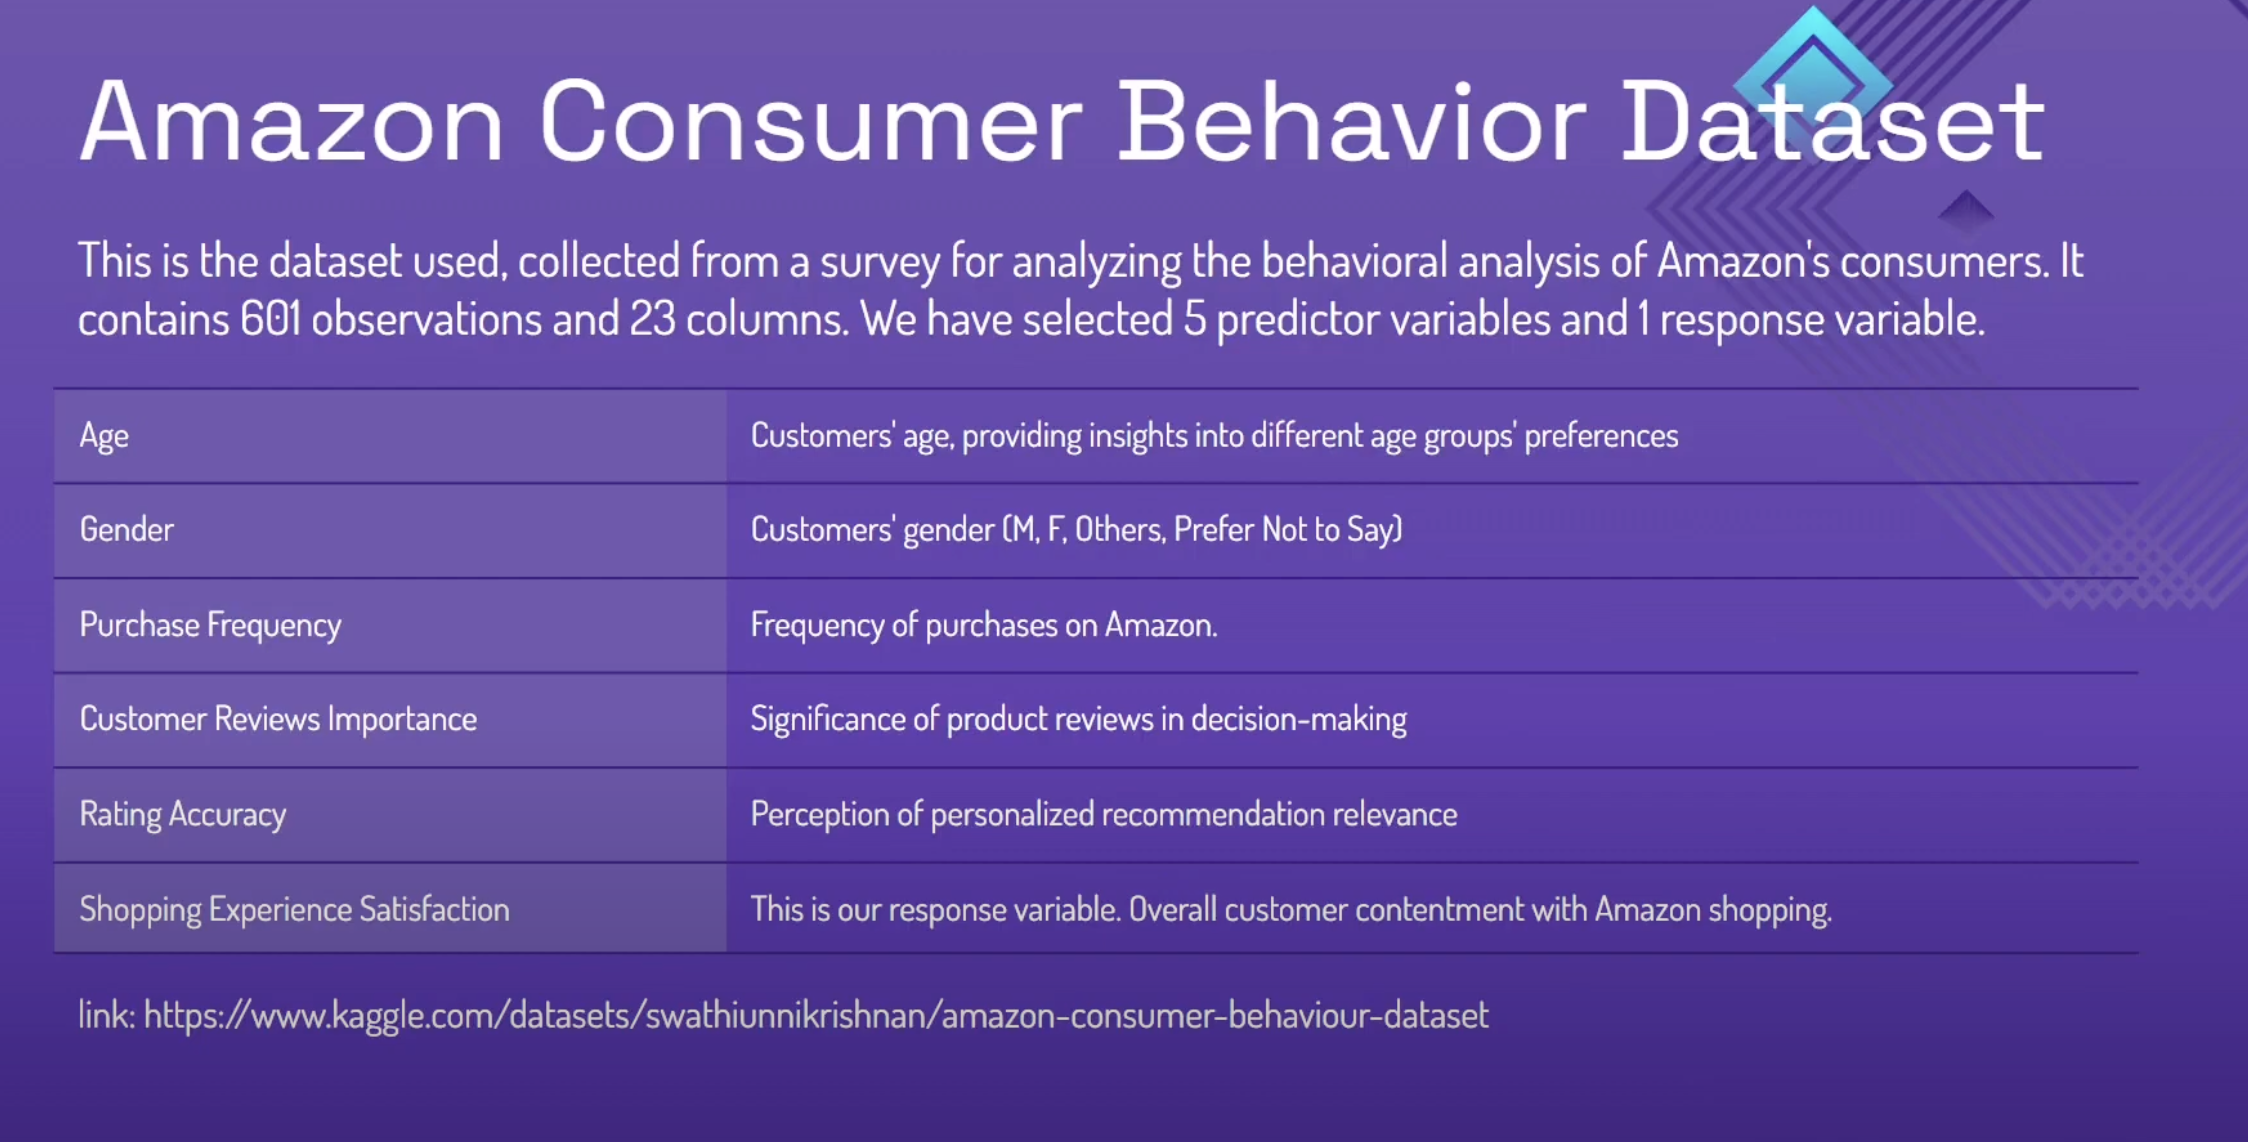 Amazon Consumer Behavior Dataset
This is the dataset used, collected from a survey for analyzing the behavioral analysis of Amazon's consumers. It
contains 601 observations and 23 columns. We have selected 5 predictor variables and 1 response variable.
Age
Customers' age, providing insights into different age groups' preferences
Gender
Customers' gender (M, F, Others, Prefer Not to Say)
Purchase Frequency
Frequency of purchases on Amazon.
Customer Reviews Importance
Significance of product reviews in decision-making
Rating Accuracy
Perception of personalized recommendation relevance
Shopping Experience Satisfaction
This is our response variable. Overall customer contentment with Amazon shopping.
link: https://www.kaggle.com/datasets/swathiunnikrishnan/amazon-consumer-behaviour-dataset